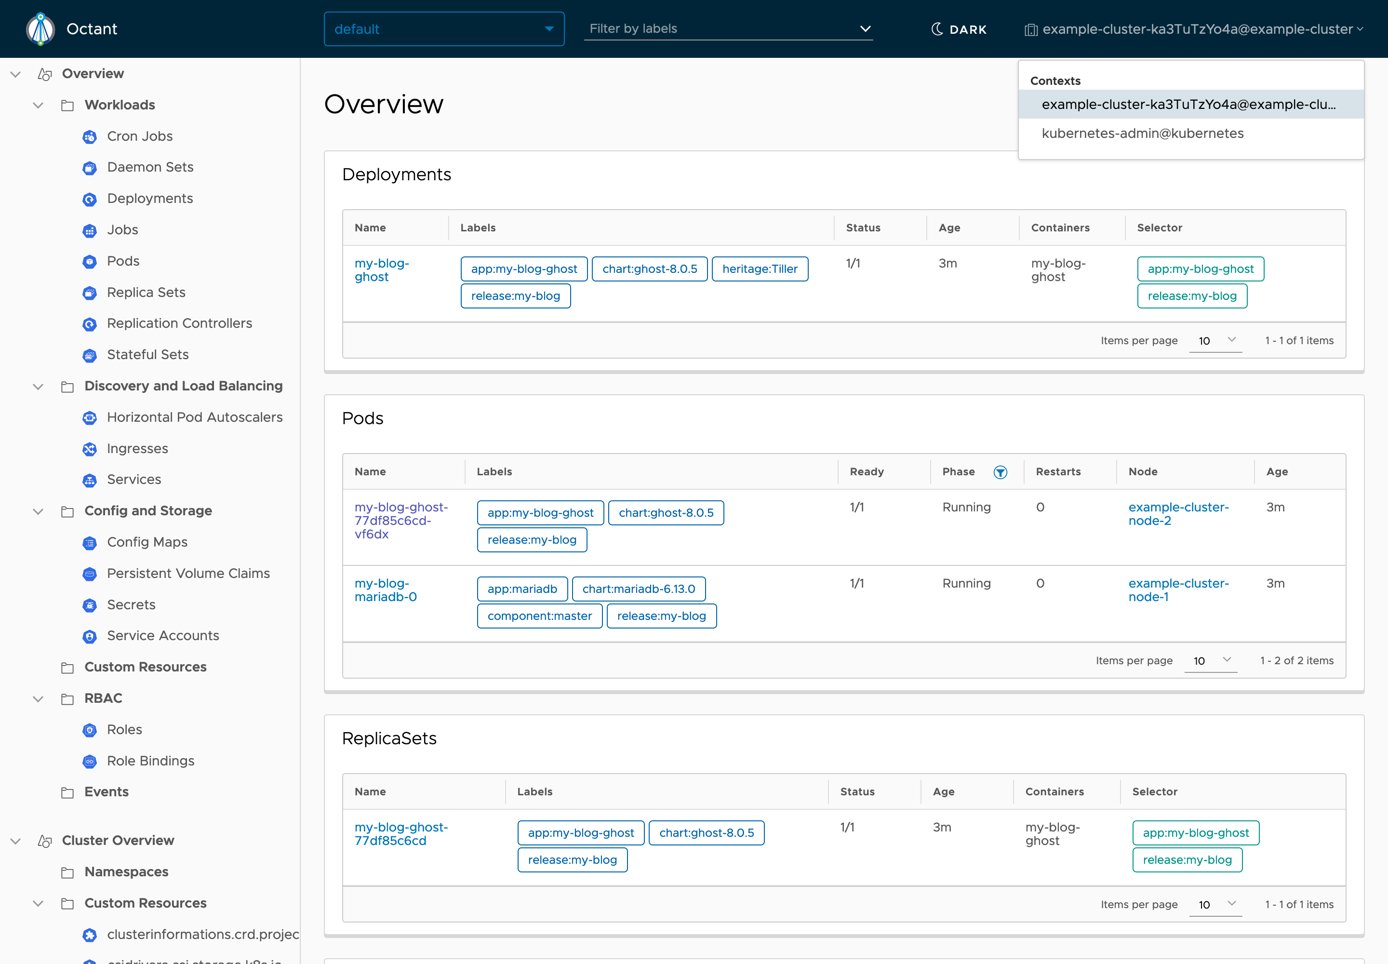 Octant
default
Filter by labels
DARK
example-cluster-ka3TuTzYo4a@example-cluster
Contexts
example-cluster-ka3TuTzYo4a@example-clu...
kubernetes-admin@kubernetes
Overview
Workloads
Cron Jobs
Daemon Sets
Deployments
Jobs
Pods
Replica Sets
Replication Controllers
Stateful Sets
Discovery and Load Balancing
Horizontal Pod Autoscalers
Ingresses
Services
Config and Storage
Config Maps
Persistent Volume Claims
Secrets
Service Accounts
Custom Resources
RBAC
Roles
Role Bindings
Events
Cluster Overview
Namespaces
Custom Resources
clusterinformations.crd.projec
Overview
Deployments
Name Labels Status Age Containers Selector
my-blog-ghost app:my-blog-ghost chart:ghost-8.0.5 heritage:Tiller release:my-blog 1/1 3m my-blog-ghost app:my-blog-ghost release:my-blog
Items per page 10 1 - 1 of 1 items
Pods
Name Labels Ready Phase Restarts Node Age
my-blog-ghost-77df85c6cd-vf6dx app:my-blog-ghost chart:ghost-8.0.5 release:my-blog 1/1 Running 0 example-cluster-node-2 3m
my-blog-mariadb-0 app:mariadb chart:mariadb-6.13.0 component:master release:my-blog 1/1 Running 0 example-cluster-node-1 3m
Items per page 10 1 - 2 of 2 items
ReplicaSets
Name Labels Status Age Containers Selector
my-blog-ghost-77df85c6cd app:my-blog-ghost chart:ghost-8.0.5 release:my-blog 1/1 3m my-blog-ghost app:my-blog-ghost release:my-blog
Items per page 10 1 - 1 of 1 items